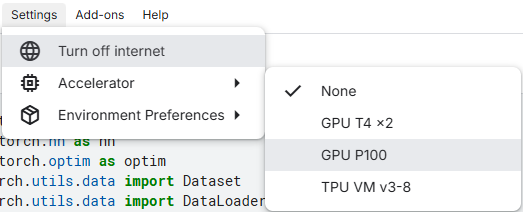 Settings Add-ons Help
Turn off internet
Accelerator
Environment Preferences
None
GPU T4 ×2
GPU P100
TPU VM v3-8
torch.nn as nn
torch.optim as optim
rch.utils.data import Dataset
rch.utils.data import DataLoader